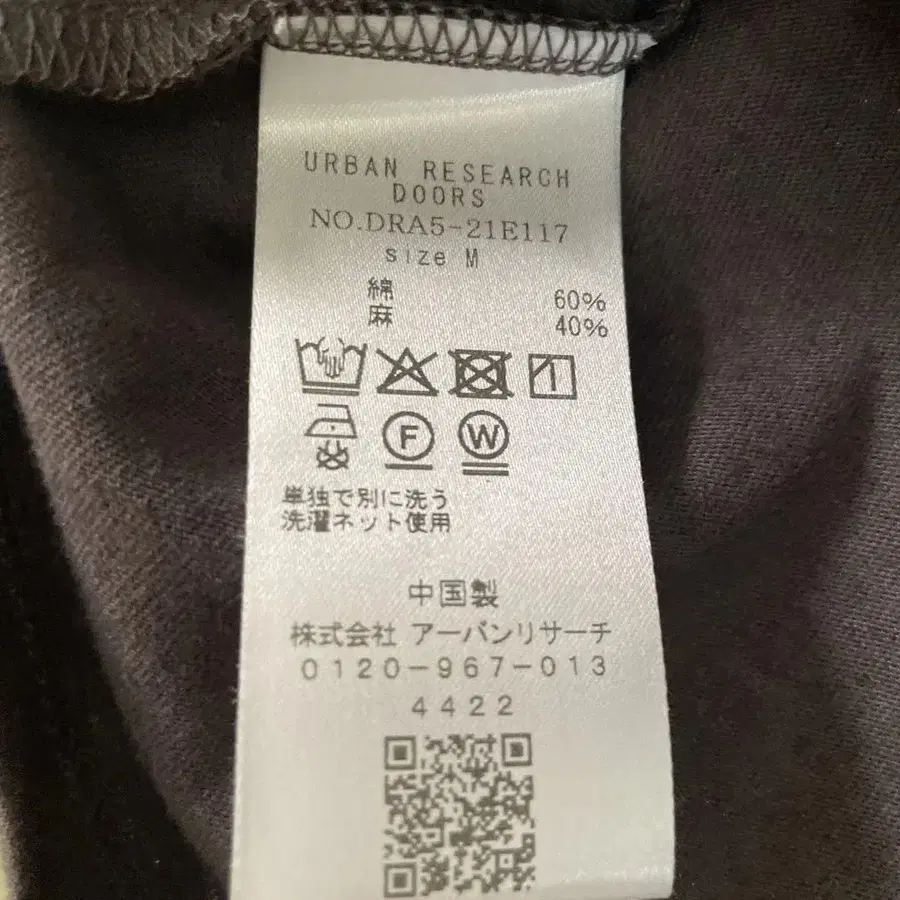 URBAN RESEARCH
DOORS
NO.DRA5-21E117
size M
綿 60%
麻 40%
F W
単独で別に洗う
洗濯ネット使用
中国製
株式会社 アーバンリサーチ
0120-967-013
4422